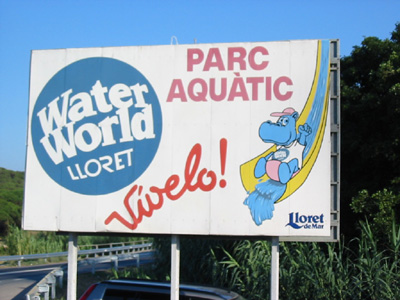 Water
World
LLORET
PARC
AQUÀTIC
Vívelo!
Lloret
de Mar